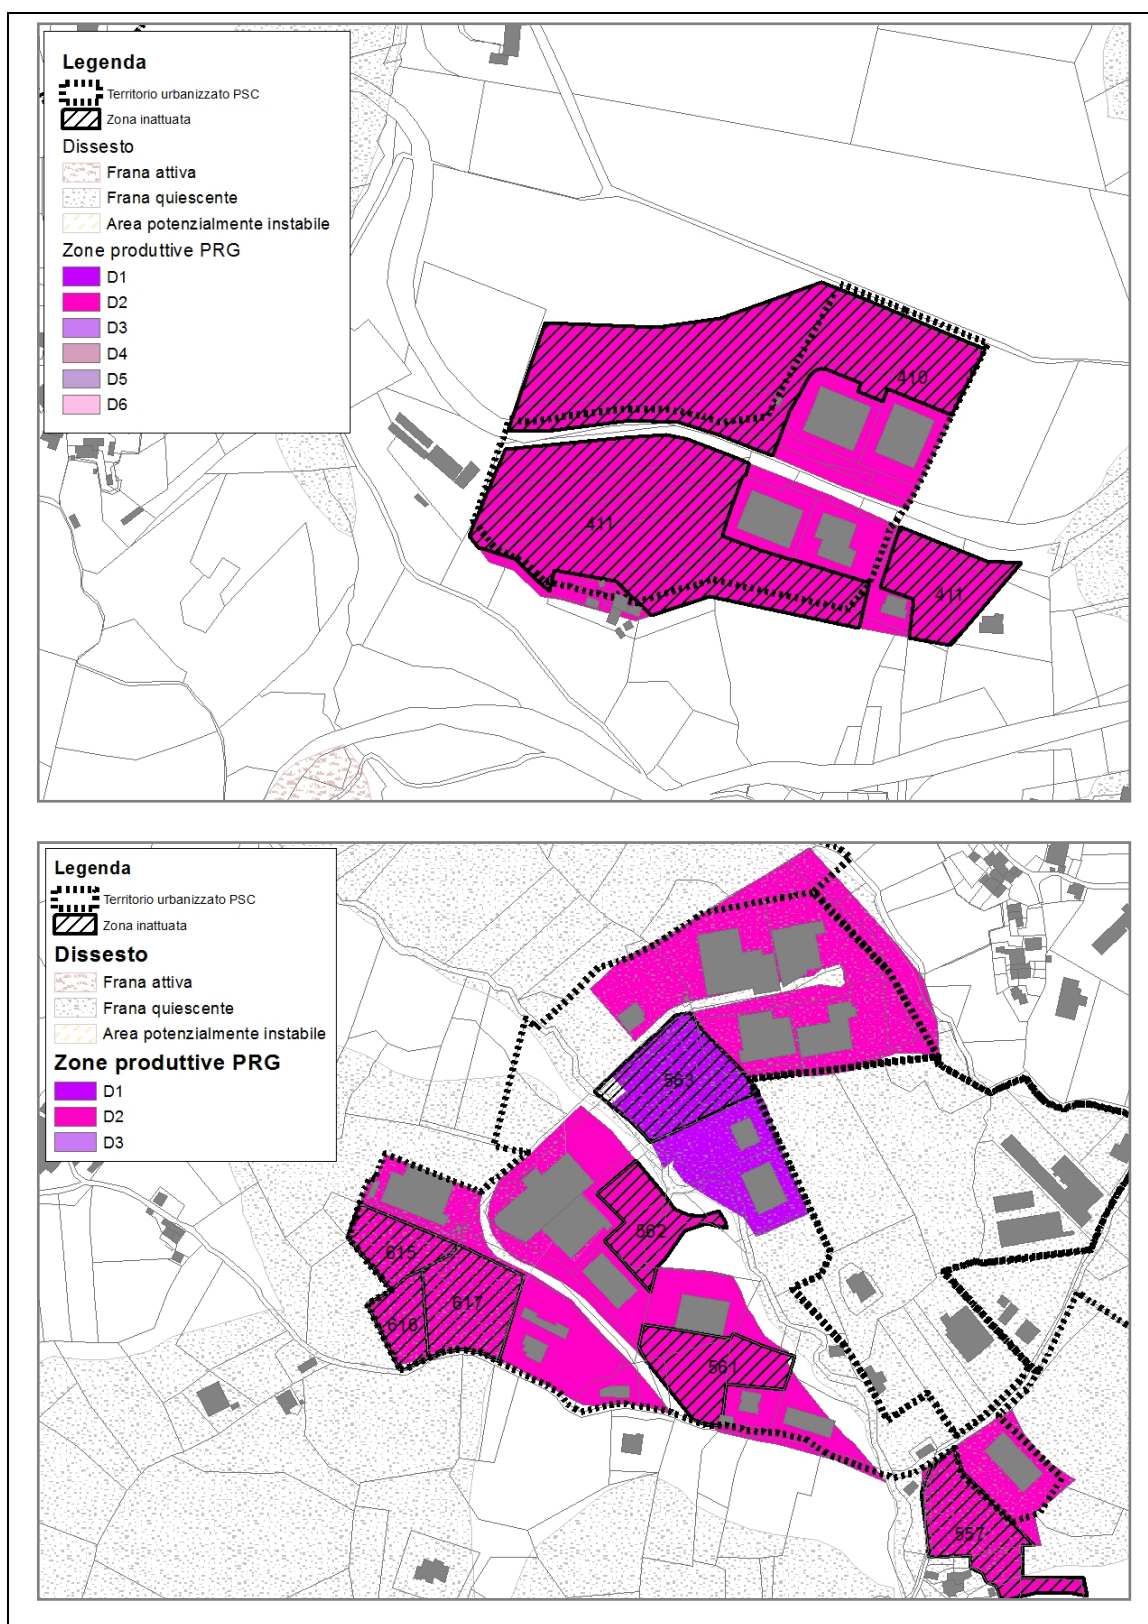 Legenda
Territorio urbanizzato PSC
Zona inattuata
Dissesto
Frana attiva
Frana quiescente
Area potenzialmente instabile
Zone produttive PRG
D1
D2
D3
D4
D5
D6
410
411
411
Legenda
Territorio urbanizzato PSC
Zona inattuata
Dissesto
Frana attiva
Frana quiescente
Area potenzialmente instabile
Zone produttive PRG
D1
D2
D3
563
562
615
617
616
561
557